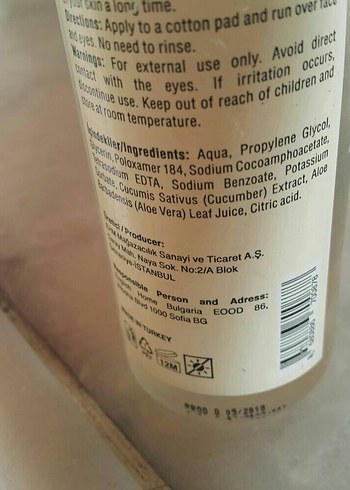 your skin a long time.
Directions: Apply to a cotton pad and run over face
and eyes. No need to rinse.
Warnings: For external use only. Avoid direct
contact with the eyes. If irritation occurs,
discontinue use. Keep out of reach of children and
store at room temperature.
İçindekiler/Ingredients: Aqua, Propylene Glycol,
Glycerin, Poloxamer 184, Sodium Cocoamphoacetate,
Tetrasodium EDTA, Sodium Benzoate, Potassium
Sorbate, Cucumis Sativus (Cucumber) Extract, Aloe
Barbadensis (Aloe Vera) Leaf Juice, Citric acid.
Üretici / Producer:
Mağazacılık Sanayi ve Ticaret A.Ş.
Mah. Naya Sok. No:2/A Blok
-İSTANBUL
Responsible Person and Adress:
Home Bulgaria EOOD 86,
Blvd 1000 Sofia BG
MADE IN TURKEY
12M